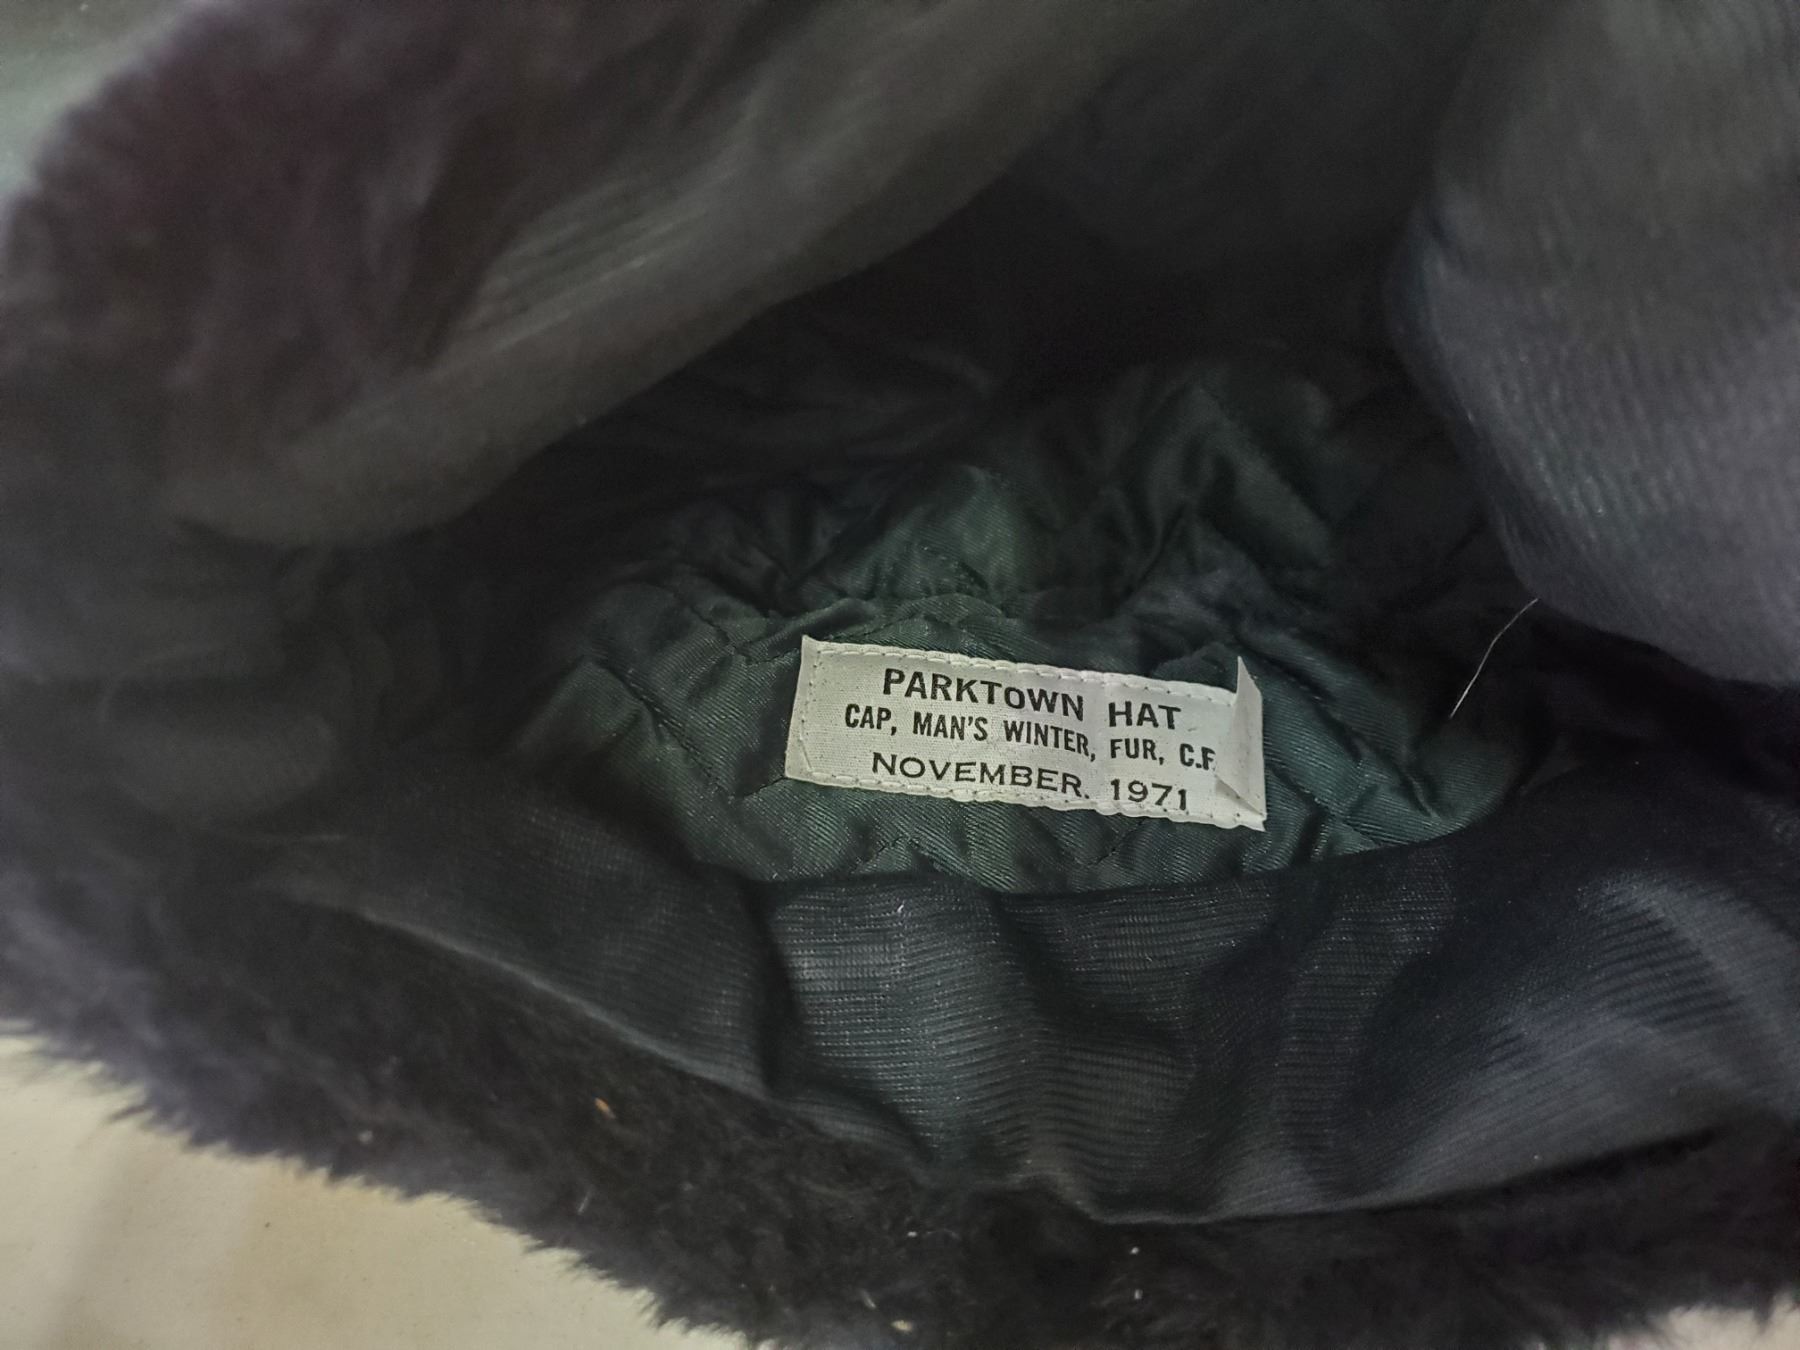 PARKTOWN HAT
CAP, MAN'S WINTER, FUR, C.F.
NOVEMBER. 1971